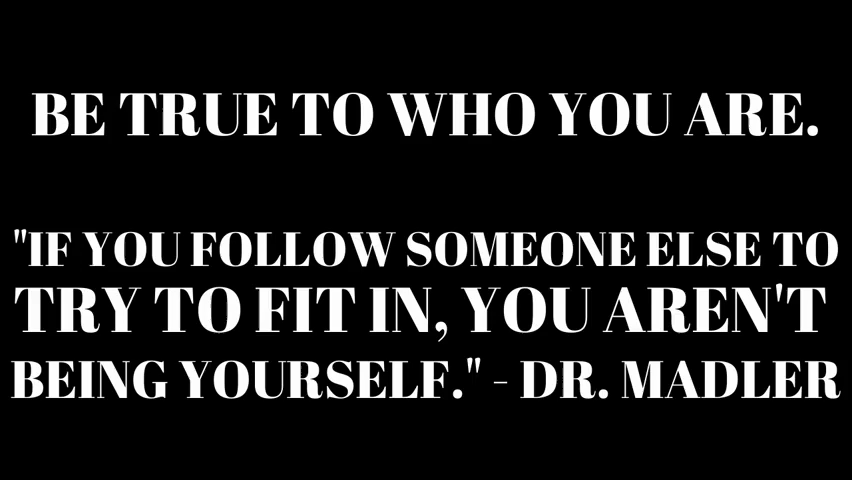 BE TRUE TO WHO YOU ARE.
"IF YOU FOLLOW SOMEONE ELSE TO
TRY TO FIT IN, YOU AREN'T
BEING YOURSELF." - DR. MADLER